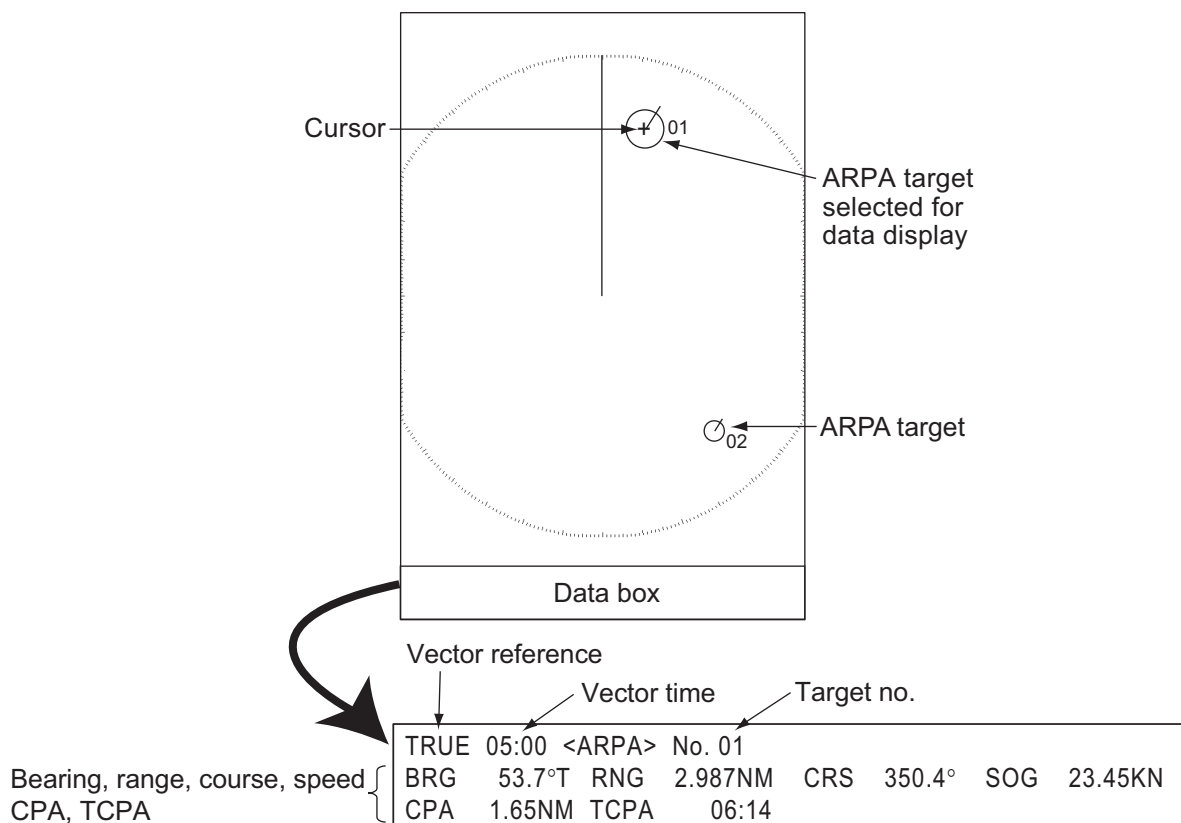 Cursor
01
ARPA target
selected for
data display
ARPA target
02
Data box
Vector reference
Vector time
Target no.
TRUE 05:00 <ARPA> No. 01
Bearing, range, course, speed
CPA, TCPA
BRG 53.7°T RNG 2.987NM CRS 350.4° SOG 23.45KN
CPA 1.65NM TCPA 06:14